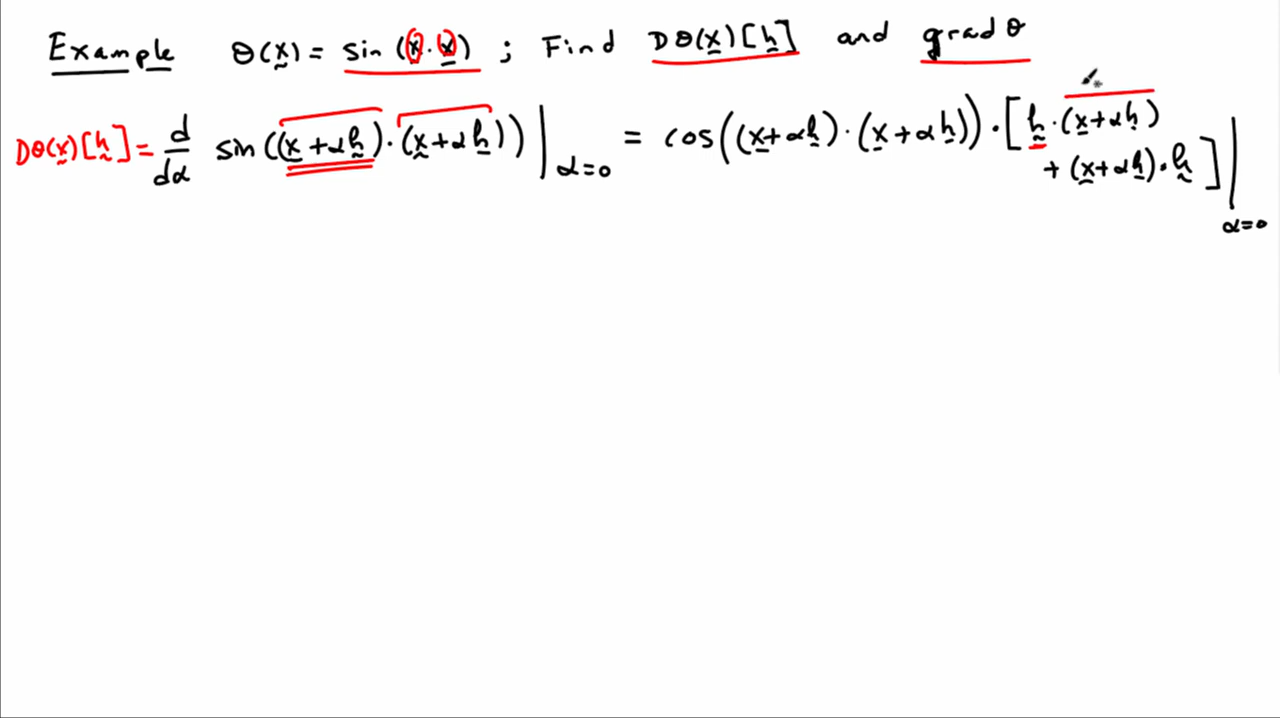 Example θ(x) = sin (x · x) ; Find Dθ(x)[h] and grad θ
Dθ(x)[h] = d/dα sin((x + αh) · (x + αh)) |α=0 = cos((x+αh) · (x + αh)) · [h · (x+αh)
+ (x+αh) · h] |α=0